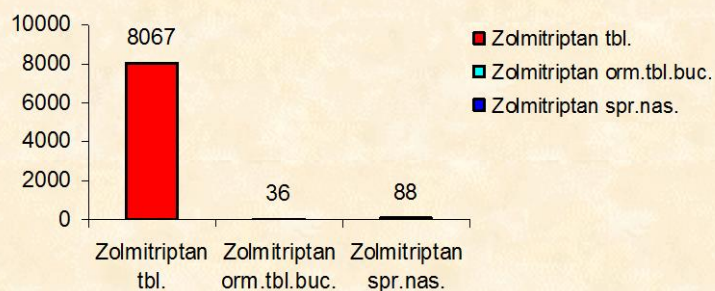 10000
8000
6000
4000
2000
0
8067
36
88
Zolmitriptan
tbl.
Zolmitriptan
orm.tbl.buc.
Zolmitriptan
spr.nas.
Zolmitriptan tbl.
Zolmitriptan orm.tbl.buc.
Zolmitriptan spr.nas.